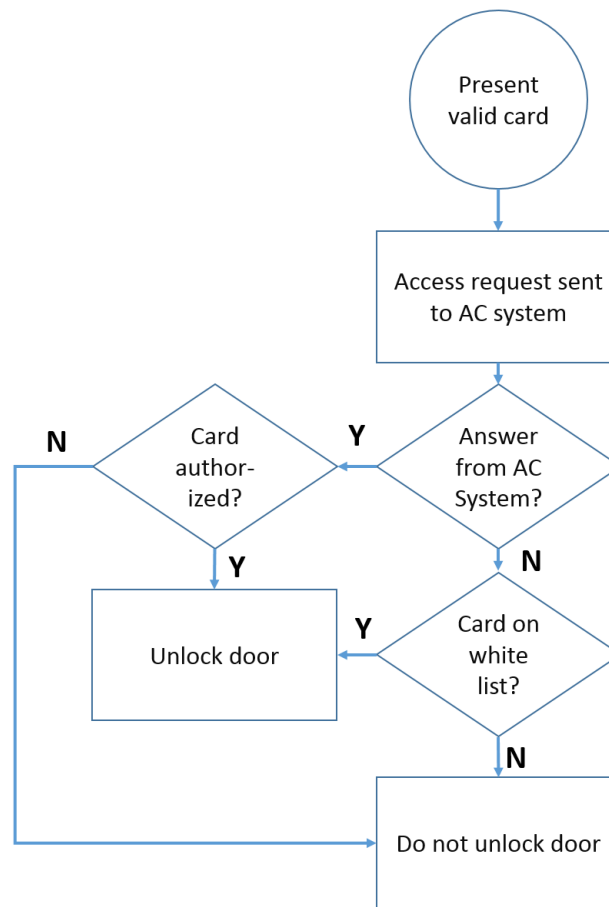 Present
valid card
Access request sent
to AC system
N
Card
author-
ized?
Y
Answer
from AC
System?
Y
N
Unlock door
Y
Card on
white
list?
N
Do not unlock door